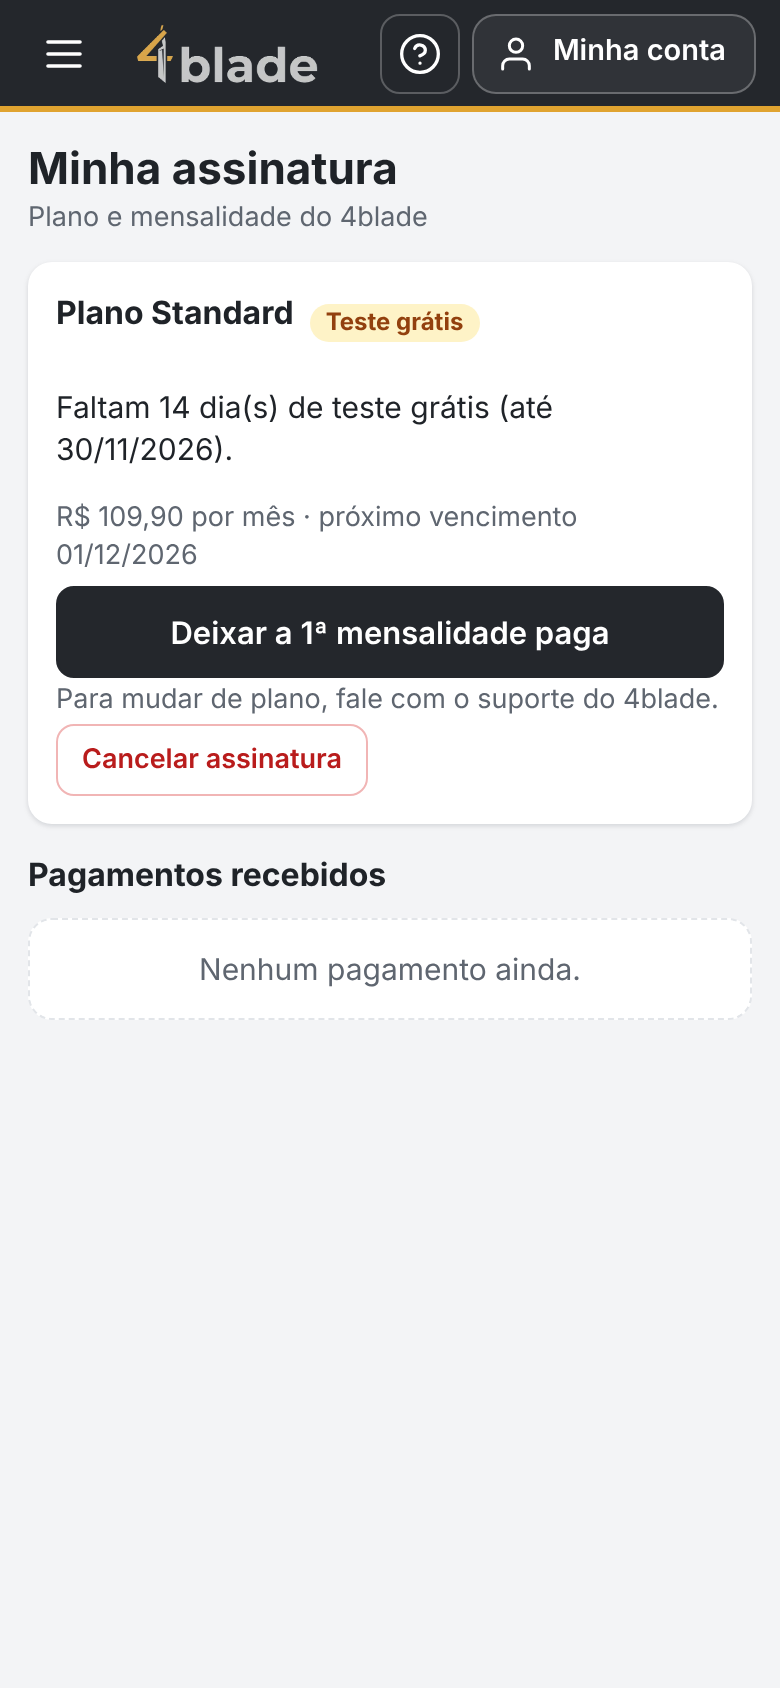 4blade
Minha conta
Minha assinatura
Plano e mensalidade do 4blade
Plano Standard
Teste grátis
Faltam 14 dia(s) de teste grátis (até
30/11/2026).
R$ 109,90 por mês · próximo vencimento
01/12/2026
Deixar a 1ª mensalidade paga
Para mudar de plano, fale com o suporte do 4blade.
Cancelar assinatura
Pagamentos recebidos
Nenhum pagamento ainda.